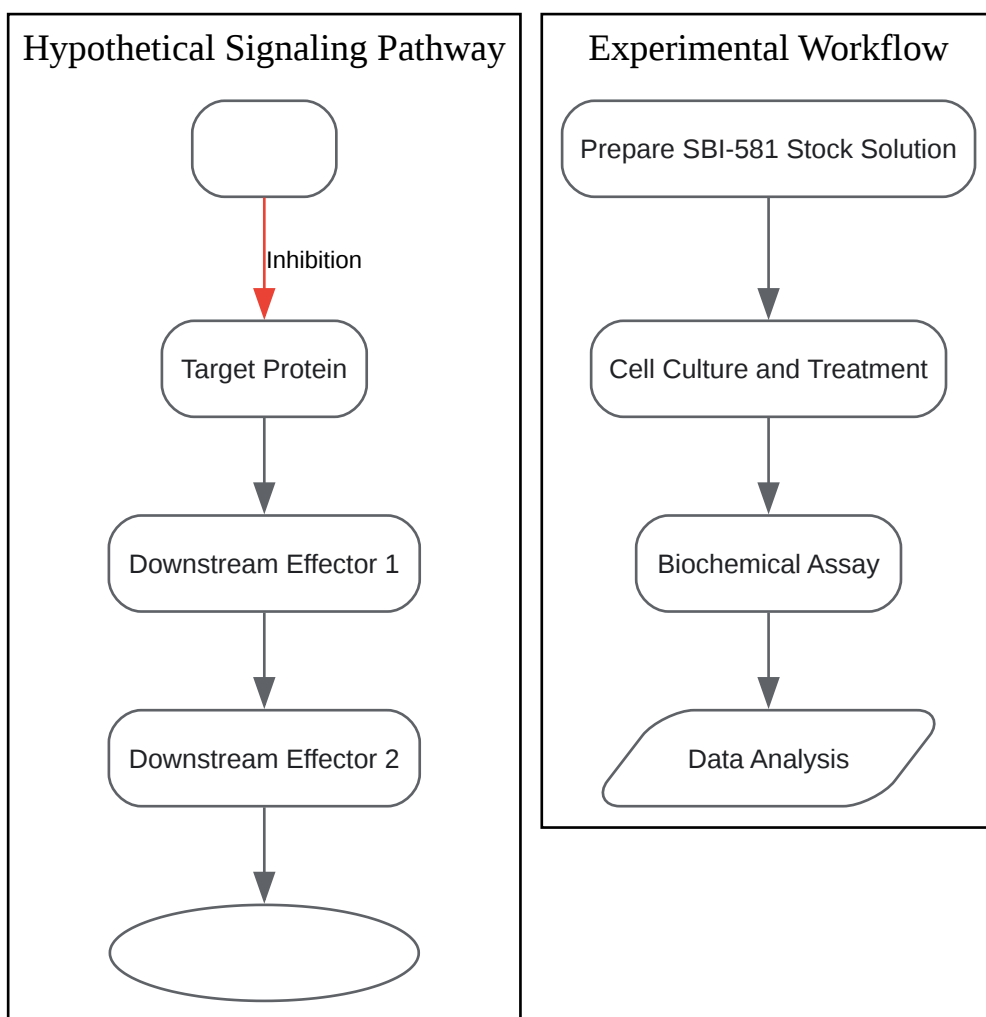 Hypothetical Signaling Pathway
Inhibition
Target Protein
Downstream Effector 1
Downstream Effector 2
Experimental Workflow
Prepare SBI-581 Stock Solution
Cell Culture and Treatment
Biochemical Assay
Data Analysis